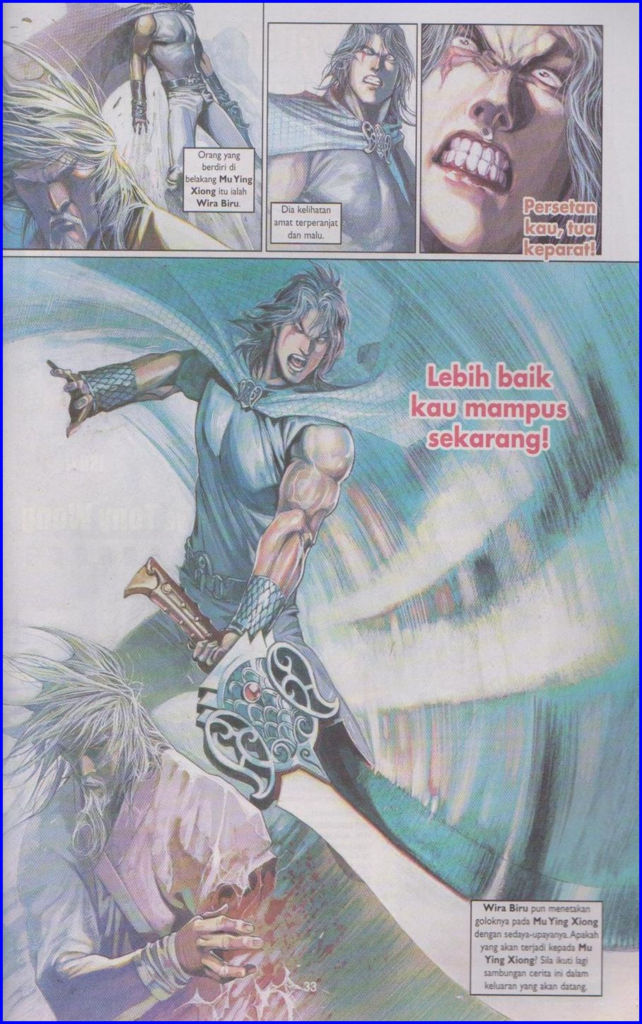 Orang yang
berdiri di
belakang Mu Ying
Xiong itu ialah
Wira Biru.
Dia kelihatan
amat terperanjat
dan malu.
Persetan
kau, tua
keparat!
Lebih baik
kau mampus
sekarang!
Wira Biru pun menetakan
goloknya pada Mu Ying Xiong
dengan sedaya-upayanya. Apakah
yang akan terjadi kepada Mu
Ying Xiong? Sila ikuti lagi
sambungan cerita ini dalam
keluaran yang akan datang.
33